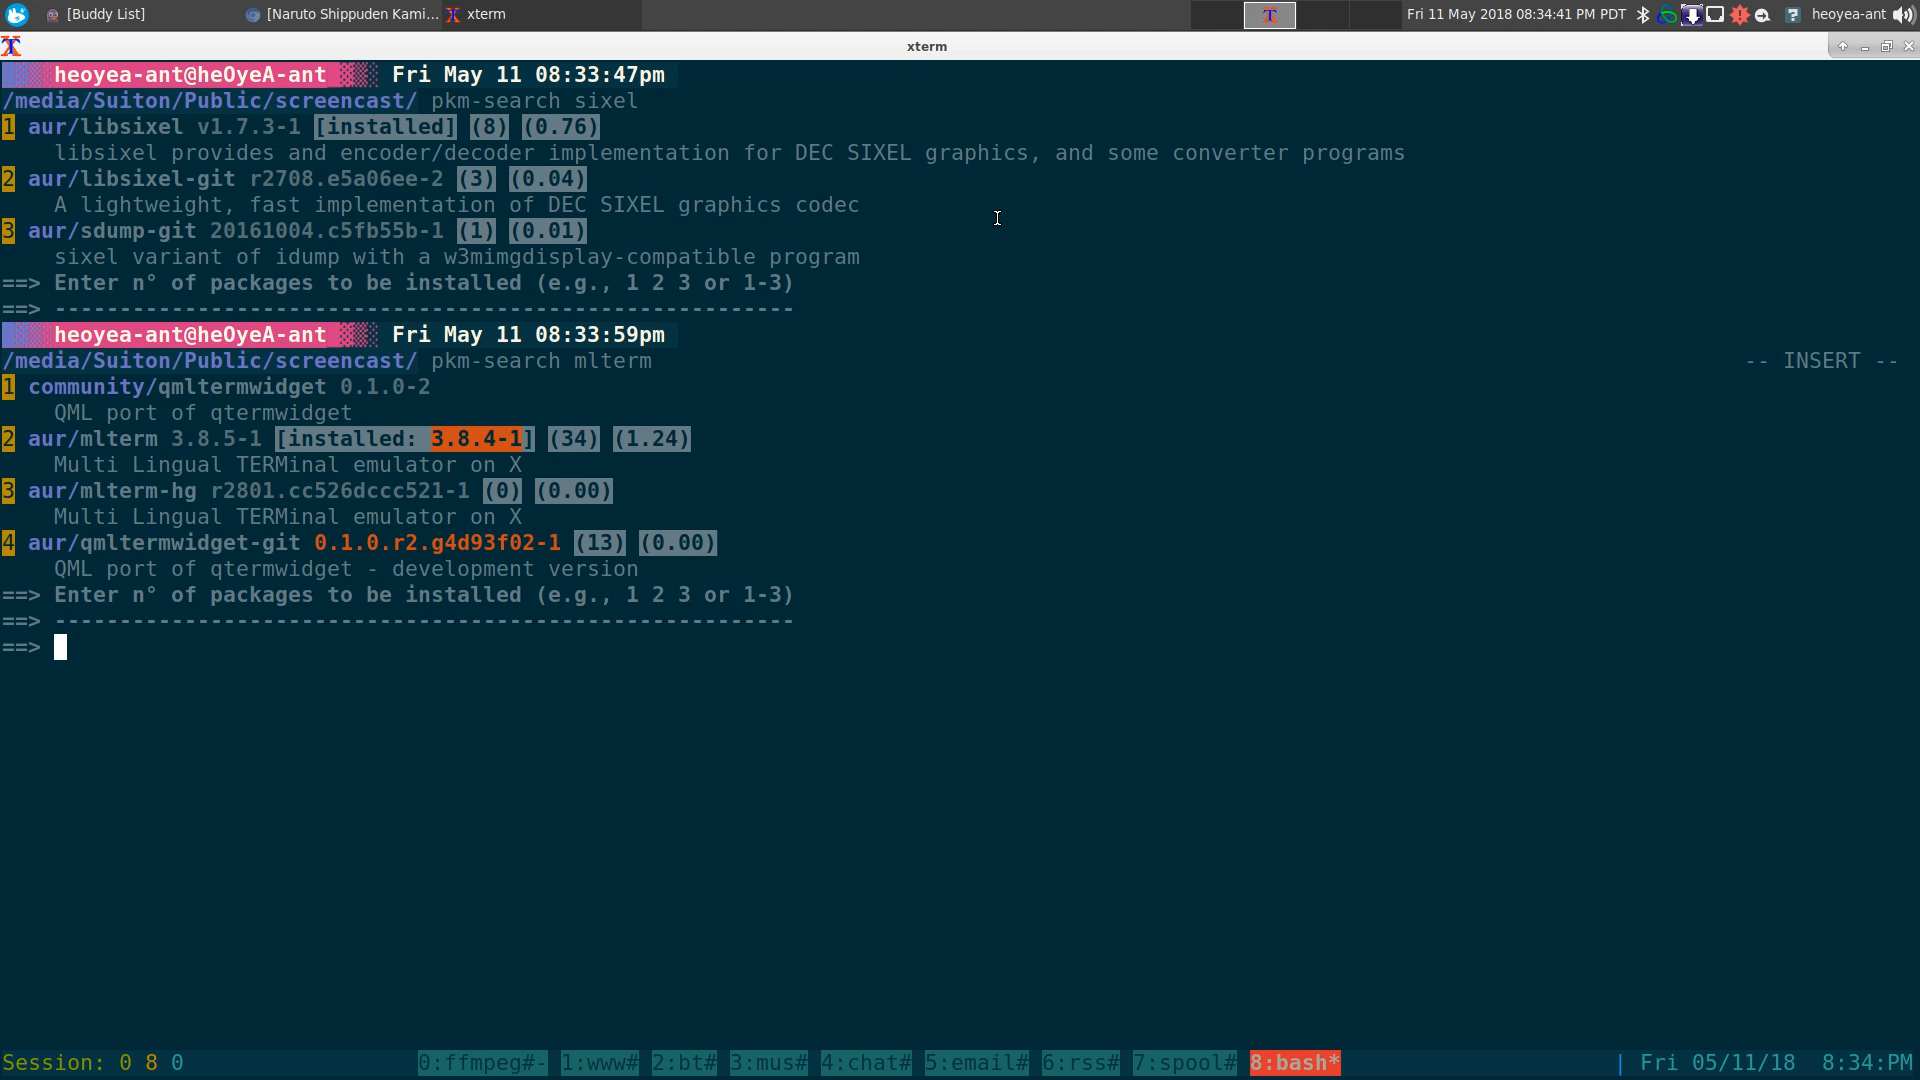 [Buddy List] [Naruto Shippuden Kami... xterm Fri 11 May 2018 08:34:41 PM PDT heoyea-ant
xterm
heoyea-ant@heOyeA-ant Fri May 11 08:33:47pm
/media/Suiton/Public/screencast/ pkm-search sixel
1 aur/libsixel v1.7.3-1 [installed] (8) (0.76)
libsixel provides and encoder/decoder implementation for DEC SIXEL graphics, and some converter programs
2 aur/libsixel-git r2708.e5a06ee-2 (3) (0.04)
A lightweight, fast implementation of DEC SIXEL graphics codec
3 aur/sdump-git 20161004.c5fb55b-1 (1) (0.01)
sixel variant of idump with a w3mimgdisplay-compatible program
==> Enter n° of packages to be installed (e.g., 1 2 3 or 1-3)
==> ---------------------------------------------------------
heoyea-ant@heOyeA-ant Fri May 11 08:33:59pm
/media/Suiton/Public/screencast/ pkm-search mlterm -- INSERT --
1 community/qmltermwidget 0.1.0-2
QML port of qtermwidget
2 aur/mlterm 3.8.5-1 [installed: 3.8.4-1] (34) (1.24)
Multi Lingual TERMinal emulator on X
3 aur/mlterm-hg r2801.cc526dccc521-1 (0) (0.00)
Multi Lingual TERMinal emulator on X
4 aur/qmltermwidget-git 0.1.0.r2.g4d93f02-1 (13) (0.00)
QML port of qtermwidget - development version
==> Enter n° of packages to be installed (e.g., 1 2 3 or 1-3)
==> ---------------------------------------------------------
==>
Session: 0 8 0 0:ffmpeg#- 1:www# 2:bt# 3:mus# 4:chat# 5:email# 6:rss# 7:spool# 8:bash* | Fri 05/11/18 8:34:PM